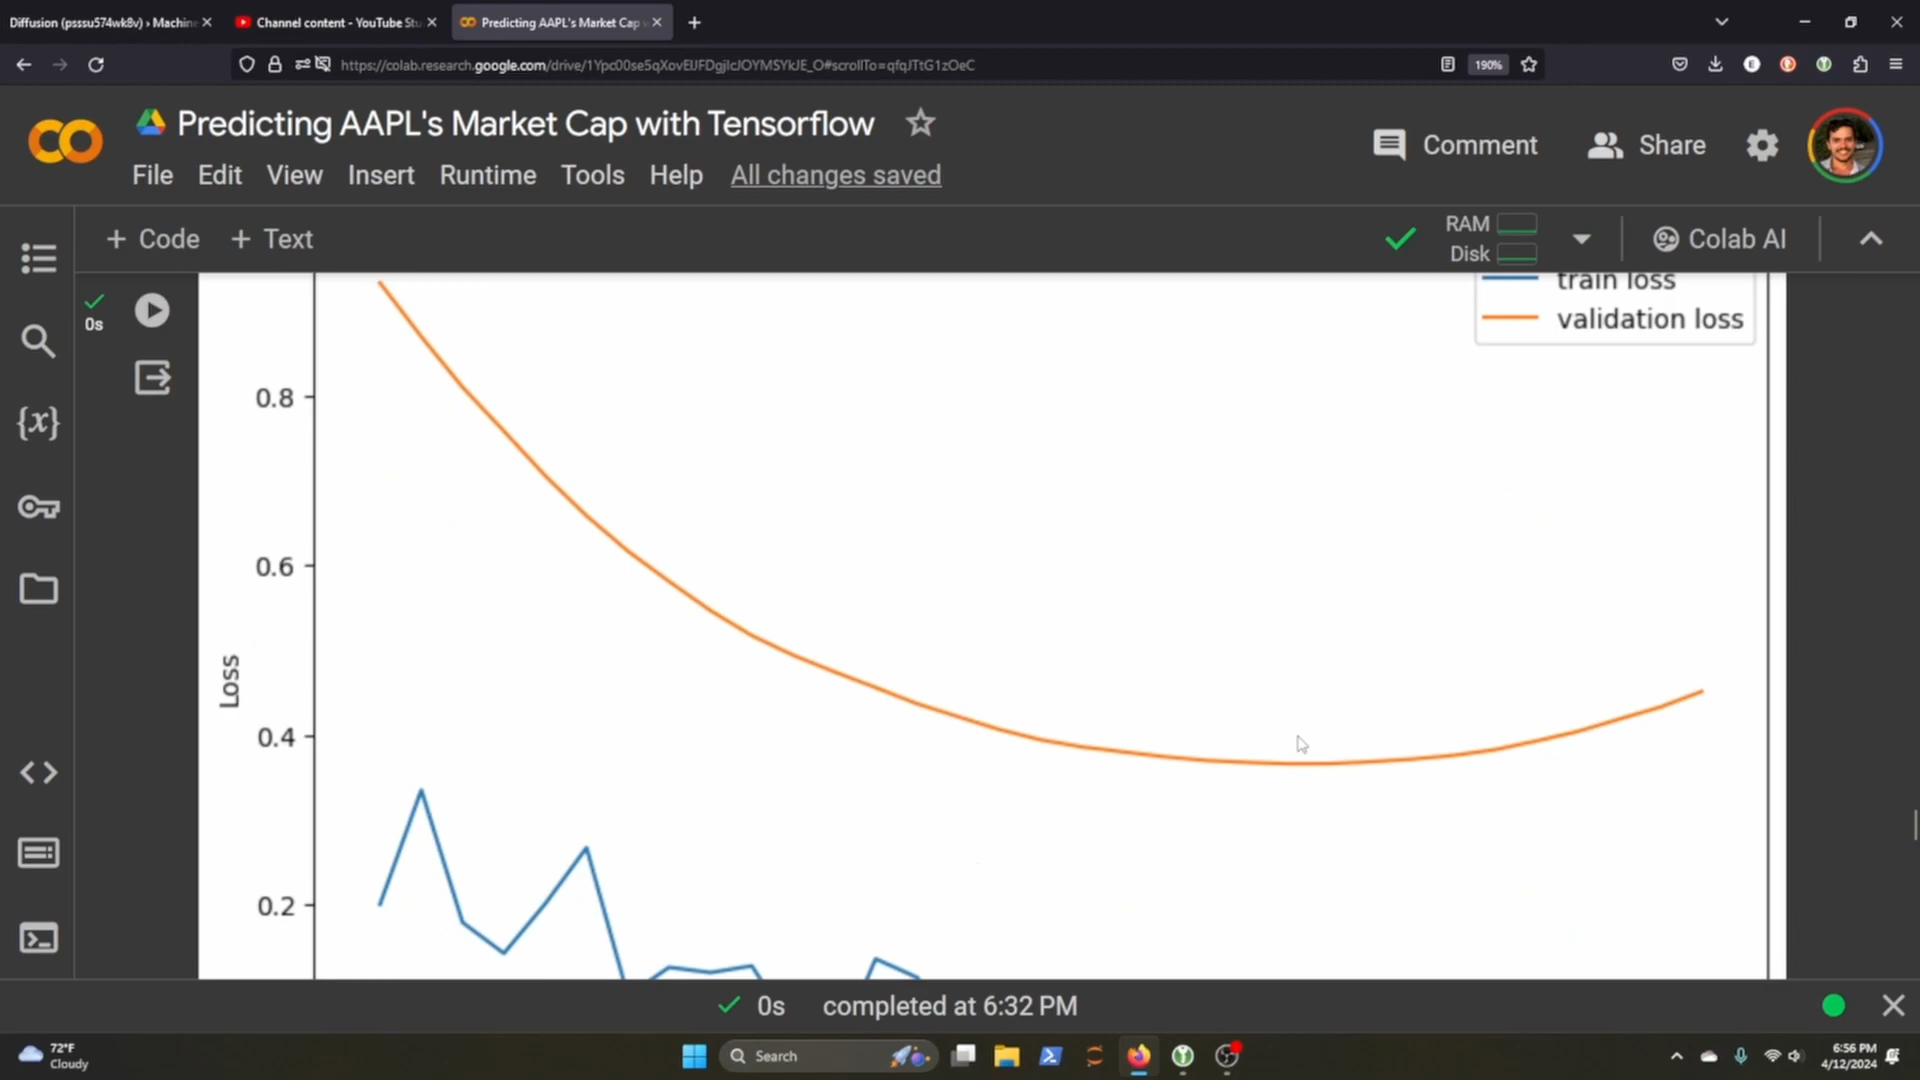 Diffusion (psssu574wk8v) › Machine
Channel content - YouTube Stu
Predicting AAPL's Market Cap w
https://colab.research.google.com/drive/1Ypc00se5qXovEIJFDgjIcJOYMSYkJE_O#scrollTo=qfqJTtG1zOeC
190%
Predicting AAPL's Market Cap with Tensorflow
Comment
Share
File Edit View Insert Runtime Tools Help All changes saved
+ Code + Text
RAM
Disk
Colab AI
0s
train loss
validation loss
0.8
0.6
Loss
0.4
0.2
{x}
0s completed at 6:32 PM
72°F
Cloudy
Search
6:56 PM
4/12/2024